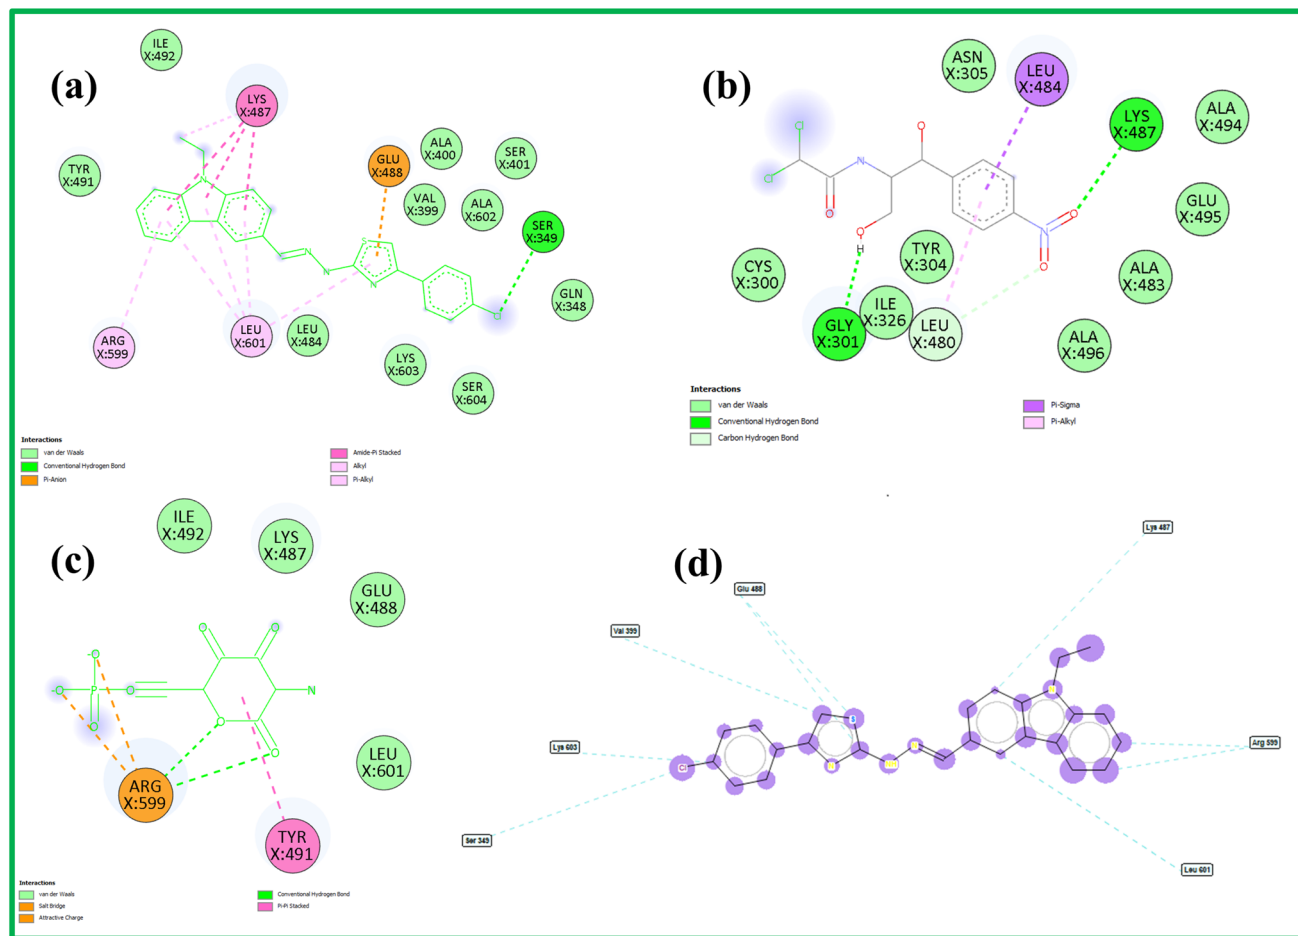 (a)
ILE
X:492
LYS
X:487
TYR
X:491
GLU
X:488
ALA
X:400
SER
X:401
VAL
X:399
ALA
X:602
SER
X:349
GLN
X:348
ARG
X:599
LEU
X:601
LEU
X:484
LYS
X:603
SER
X:604
N
N
N
S
N
Cl
Interactions
van der Waals
Conventional Hydrogen Bond
Pi-Anion
Amide-Pi Stacked
Alkyl
Pi-Alkyl
(b)
ASN
X:305
LEU
X:484
LYS
X:487
ALA
X:494
GLU
X:495
ALA
X:483
ALA
X:496
CYS
X:300
TYR
X:304
ILE
X:326
GLY
X:301
LEU
X:480
Cl
Cl
O
N
O
O
H
N
O
O
Interactions
van der Waals
Conventional Hydrogen Bond
Carbon Hydrogen Bond
Pi-Sigma
Pi-Alkyl
(c)
ILE
X:492
LYS
X:487
GLU
X:488
LEU
X:601
ARG
X:599
TYR
X:491
P
N
Interactions
van der Waals
Salt Bridge
Attractive Charge
Conventional Hydrogen Bond
Pi-Pi Stacked
(d)
Lys 487
Glu 488
Val 399
Lys 603
Ser 349
Arg 599
Leu 601
Cl
S